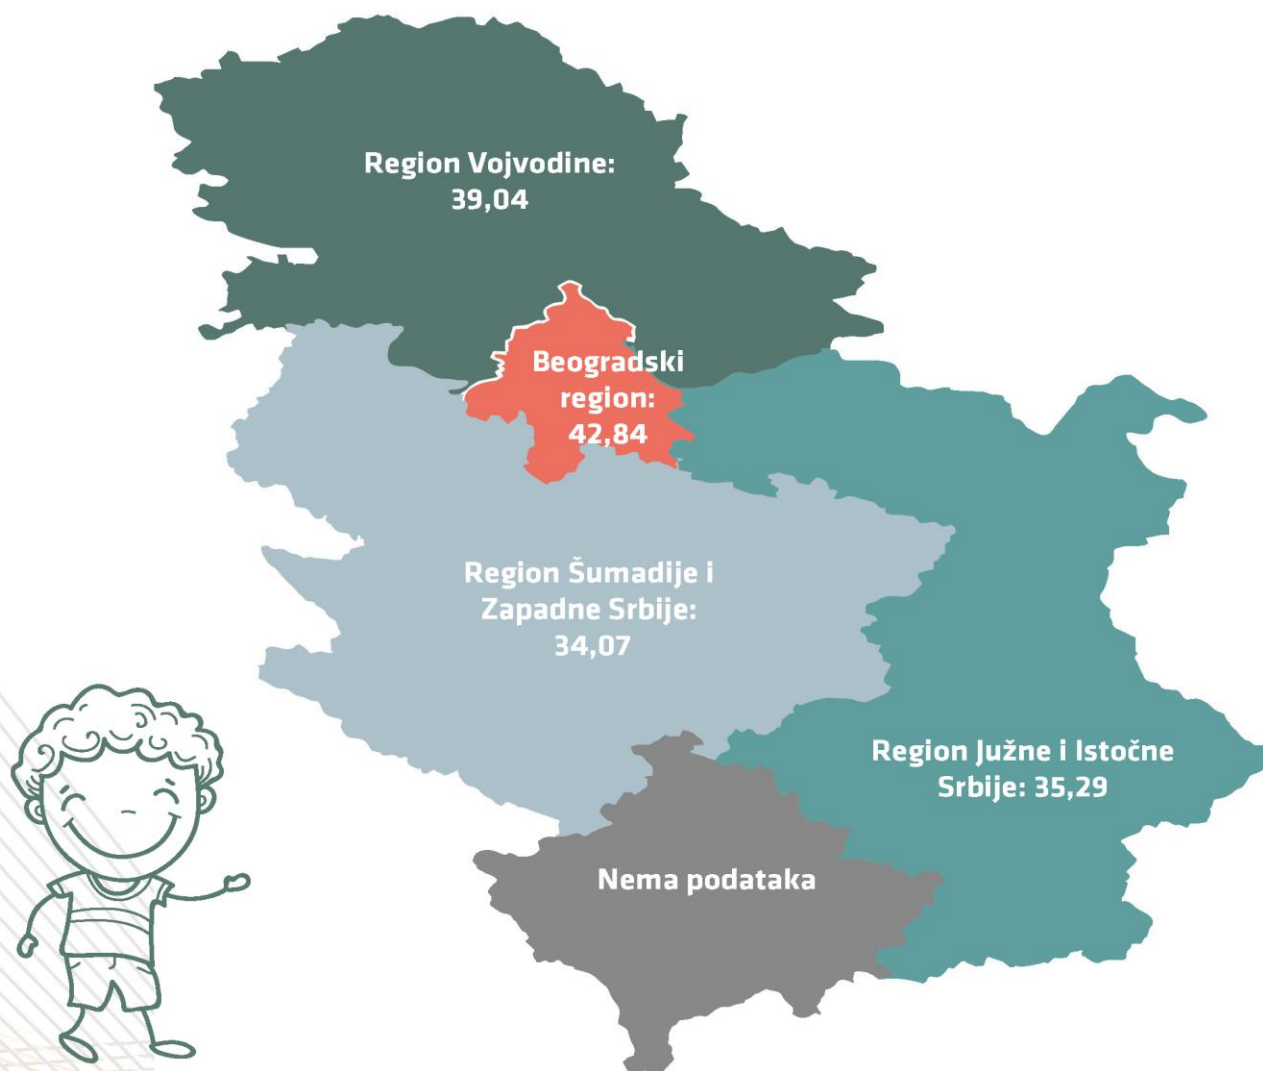 Region Vojvodine:
39,04
Beogradski
region:
42,84
Region Šumadije i
Zapadne Srbije:
34,07
Region Južne i Istočne
Srbije: 35,29
Nema podataka